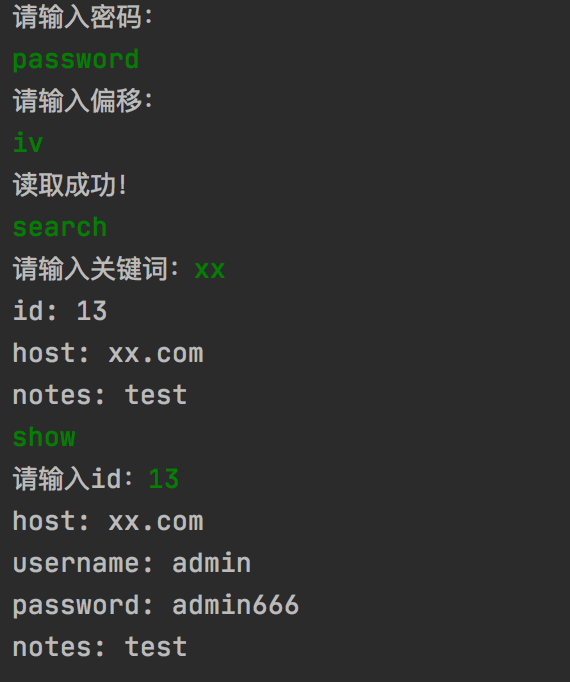 请输入密码：
password
请输入偏移：
iv
读取成功！
search
请输入关键词：xx
id: 13
host: xx.com
notes: test
show
请输入id：13
host: xx.com
username: admin
password: admin666
notes: test